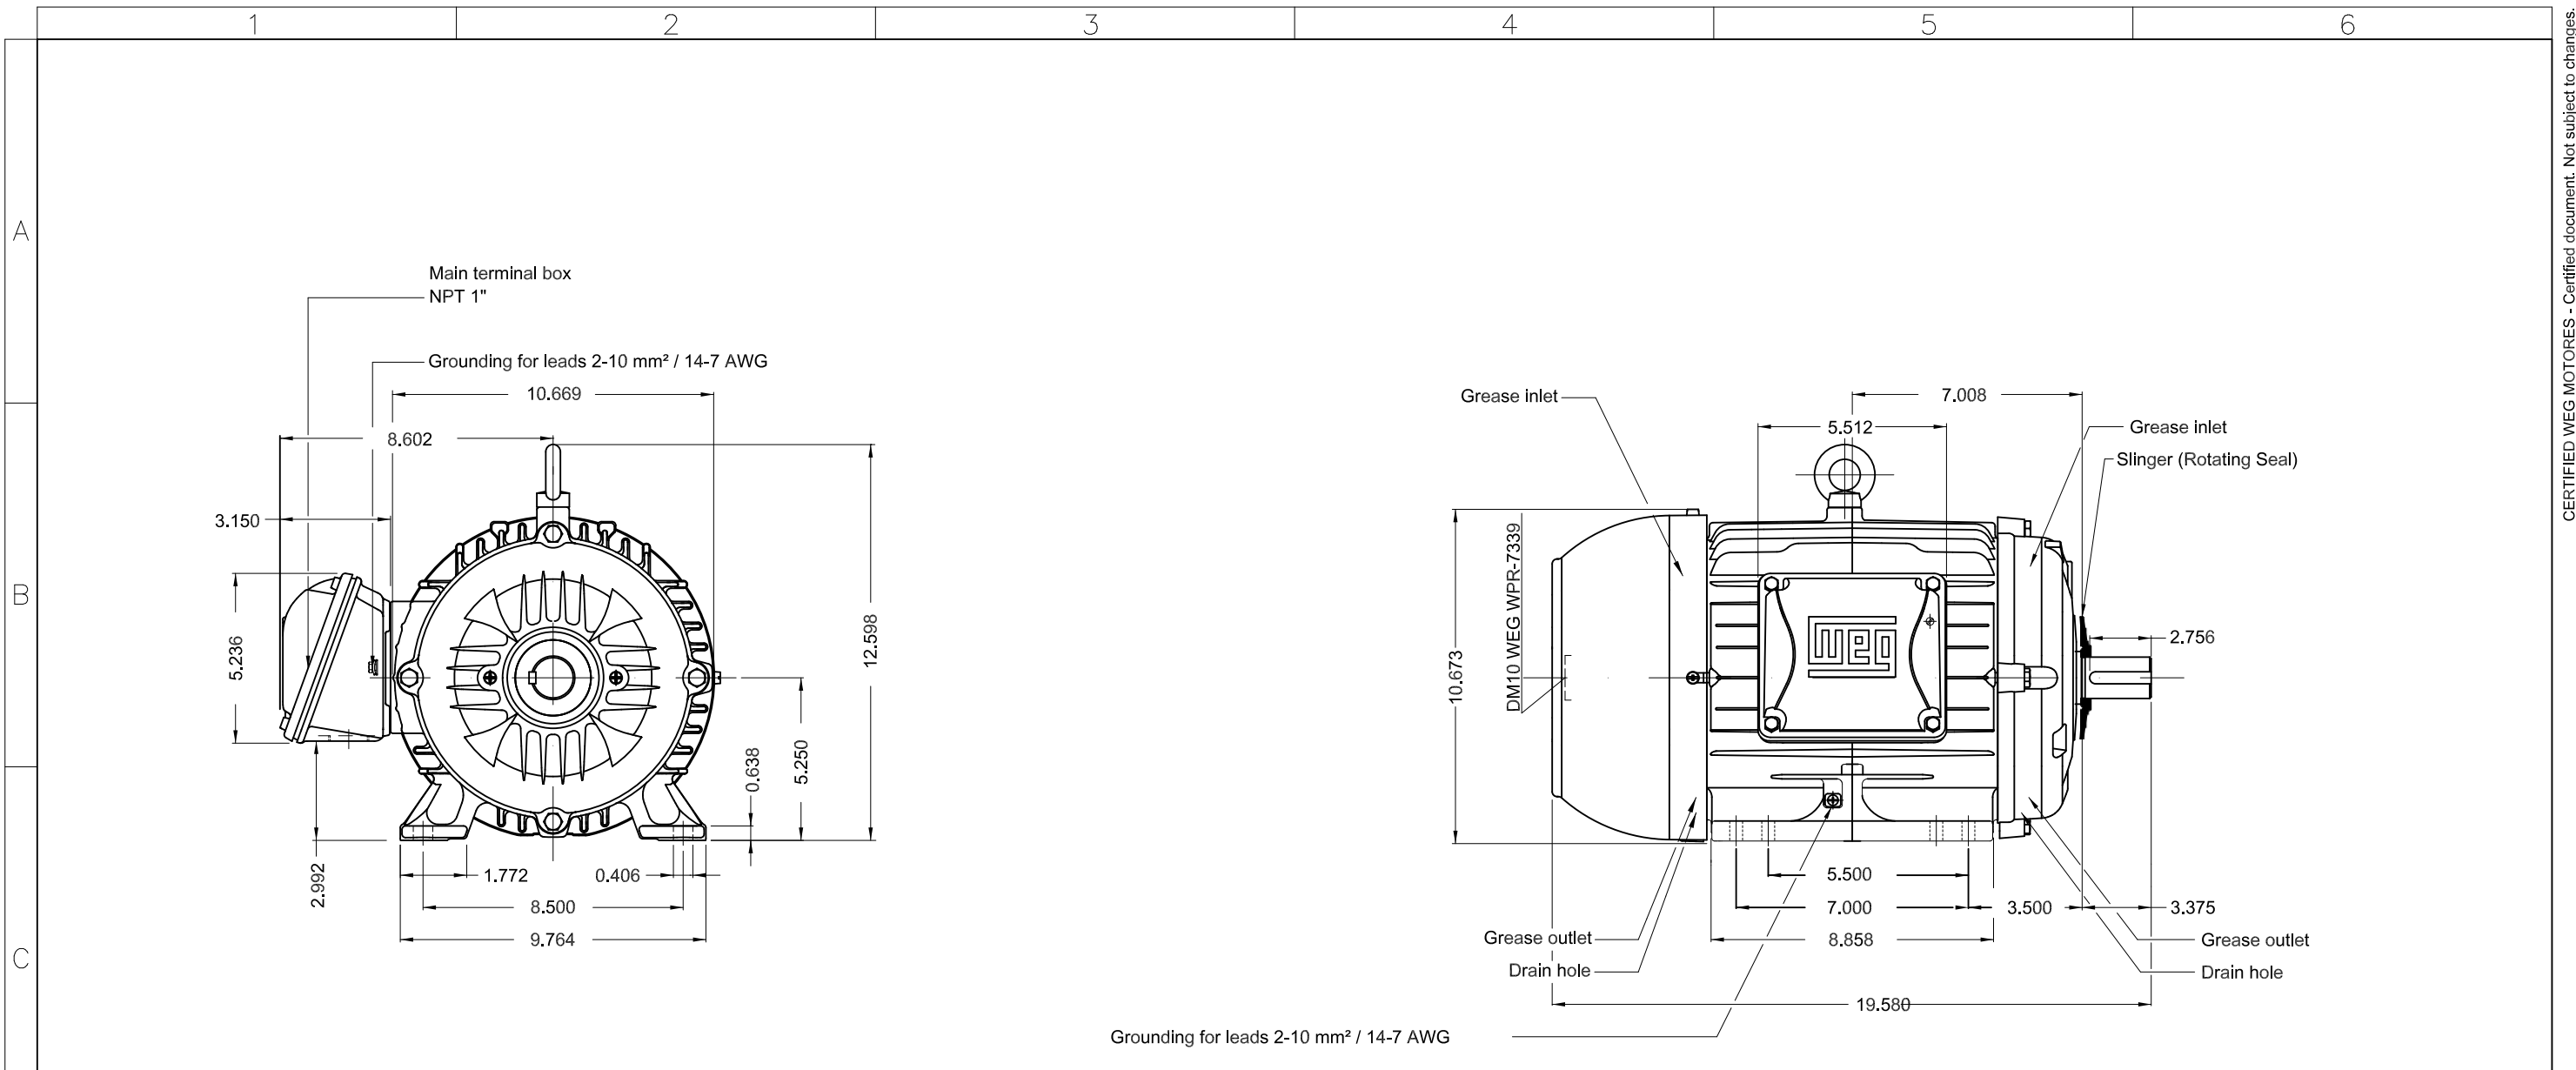 1 2 3 4 5 6
CERTIFIED WEG MOTORES - Certified document. Not subject to changes.
A
B
C
Main terminal box
NPT 1"
Grounding for leads 2-10 mm² / 14-7 AWG
10.669
8.602
3.150
5.236
12.598
0.638
5.250
2.992
1.772
0.406
8.500
9.764
Grease inlet
7.008
5.512
Grease inlet
Slinger (Rotating Seal)
DM10 WEG WPR-7339
10.673
WEG
2.756
5.500
7.000
3.500
3.375
Grease outlet
8.858
Grease outlet
Drain hole
Drain hole
19.580
Grounding for leads 2-10 mm² / 14-7 AWG